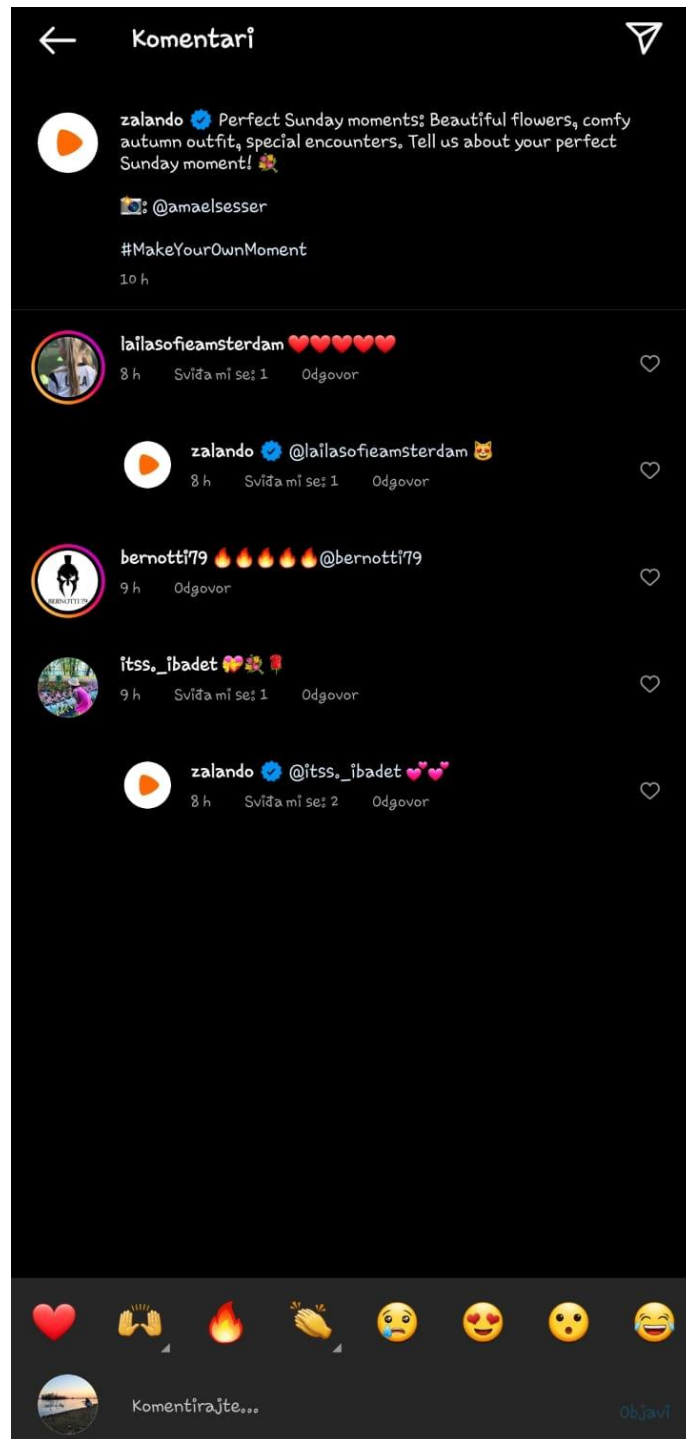 Komentari
zalando Perfect Sunday moments: Beautiful flowers, comfy
autumn outfit, special encounters. Tell us about your perfect
Sunday moment! 💐
📸: @amaelsesser
#MakeYourOwnMoment
10 h
lailasofieamsterdam ❤️❤️❤️❤️❤️
8 h Sviđa mi se: 1 Odgovor
zalando @lailasofieamsterdam 😻
8 h Sviđa mi se: 1 Odgovor
bernotti79 🔥🔥🔥🔥🔥@bernotti79
9 h Odgovor
BERNOTTI79
itss._ibadet 💝💐🌹
9 h Sviđa mi se: 1 Odgovor
zalando @itss._ibadet 💕💕
8 h Sviđa mi se: 2 Odgovor
❤️ 🙌 🔥 👏 😢 😍 😮 😂
Komentirajte...
Objavi